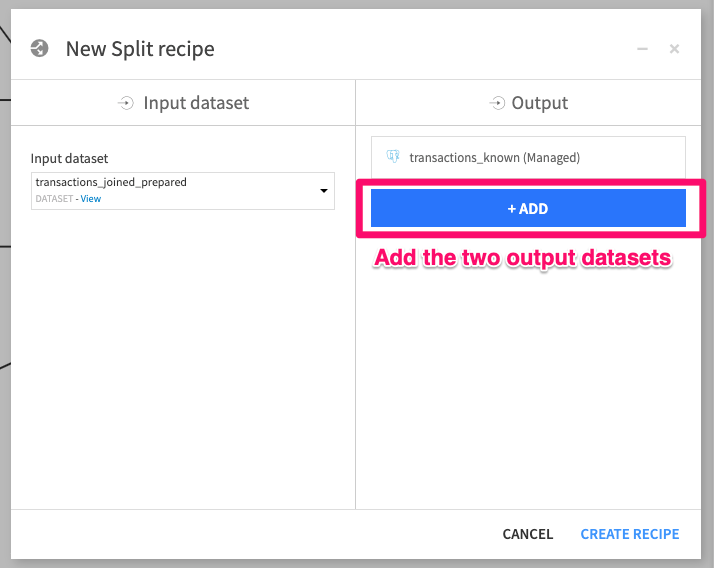 New Split recipe
Input dataset
Output
Input dataset
transactions_joined_prepared
DATASET - View
transactions_known (Managed)
+ ADD
Add the two output datasets
CANCEL
CREATE RECIPE